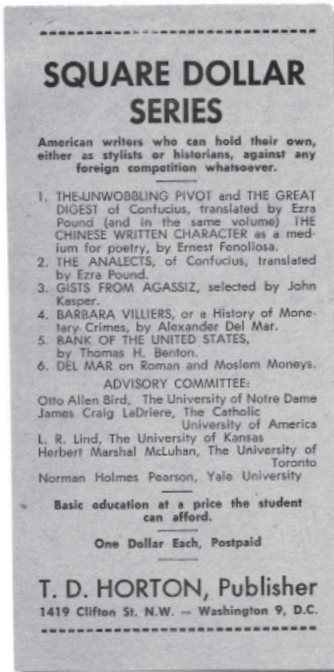 SQUARE DOLLAR
SERIES
American writers who can hold their own,
either as stylists or historians, against any
foreign competition whatsoever.
1. THE UNWOBBLING PIVOT and THE GREAT
DIGEST of Confucius, translated by Ezra
Pound (and in the same volume) THE
CHINESE WRITTEN CHARACTER as a med-
ium for poetry, by Ernest Fenollosa.
2. THE ANALECTS, of Confucius, translated
by Ezra Pound.
3. GISTS FROM AGASSIZ, selected by John
Kasper.
4. BARBARA VILLIERS, or a History of Mone-
tary Crimes, by Alexander Del Mar.
5. BANK OF THE UNITED STATES,
by Thomas H. Benton.
6. DEL MAR on Roman and Moslem Moneys.
ADVISORY COMMITTEE:
Otto Allen Bird, The University of Notre Dame
James Craig LaDriere, The Catholic
University of America
L. R. Lind, The University of Kansas
Herbert Marshal McLuhan, The University of
Toronto
Norman Holmes Pearson, Yale University
Basic education at a price the student
can afford.
One Dollar Each, Postpaid
T. D. HORTON, Publisher
1419 Clifton St. N.W. — Washington 9, D.C.